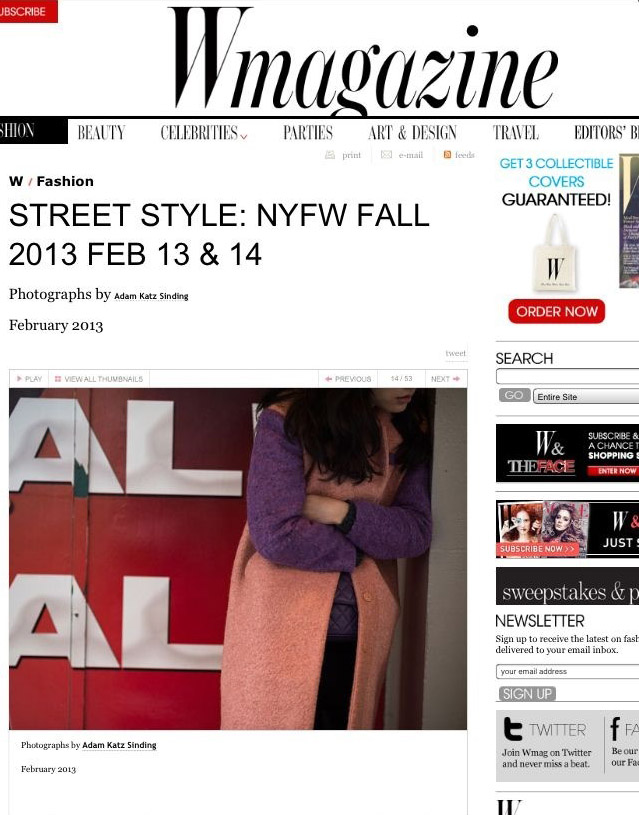 UBSCRIBE
Wmagazine
SHION BEAUTY CELEBRITIES PARTIES ART & DESIGN TRAVEL EDITORS' B
print e-mail feeds
W / Fashion
STREET STYLE: NYFW FALL
2013 FEB 13 & 14
Photographs by Adam Katz Sinding
February 2013
tweet
PLAY VIEW ALL THUMBNAILS PREVIOUS 14 / 53 NEXT
AL
AL
Photographs by Adam Katz Sinding
February 2013
GET 3 COLLECTIBLE
COVERS
GUARANTEED!
W
ORDER NOW
SEARCH
GO Entire Site
W&
THE FACE
SUBSCRIBE &
A CHANCE T
SHOPPING S
ENTER NOW
W &
JUST $
SUBSCRIBE NOW >>
sweepstakes & p
NEWSLETTER
Sign up to receive the latest on fash
delivered to your email inbox.
your email address
SIGN UP
TWITTER
Join Wmag on Twitter
and never miss a beat.
FA
Be our
our Fa
W